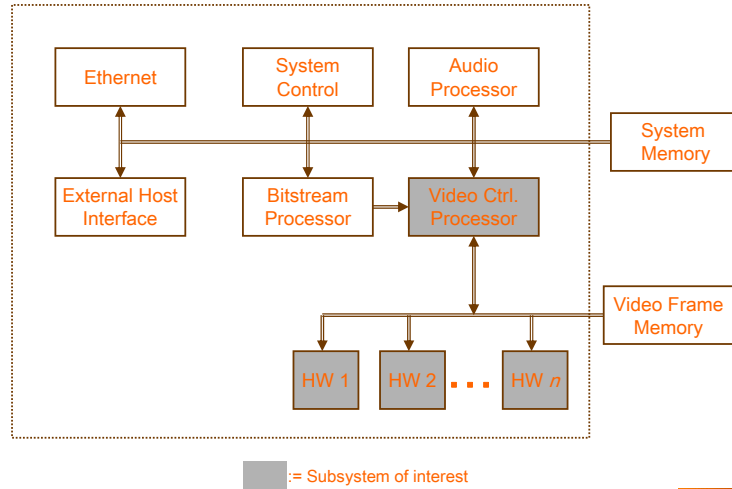 Ethernet
System
Control
Audio
Processor
System
Memory
External Host
Interface
Bitstream
Processor
Video Ctrl.
Processor
Video Frame
Memory
HW 1
HW 2
▪ ▪ ▪
HW n
:= Subsystem of interest